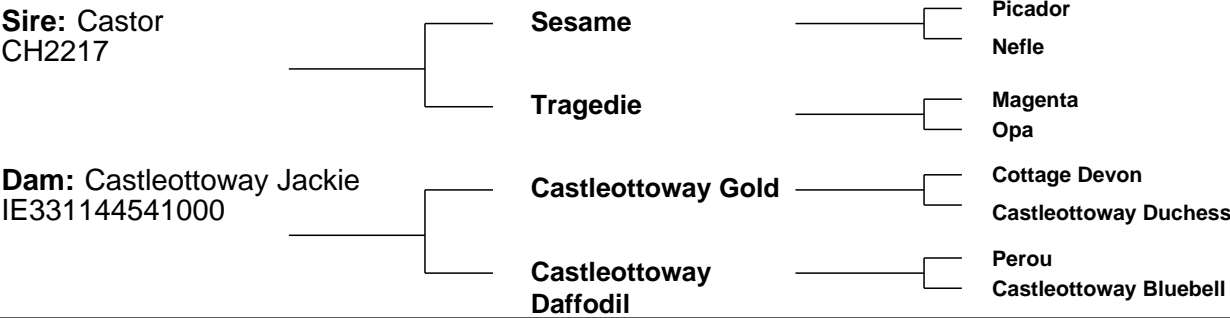 Sire: Castor
CH2217
Sesame
Picador
Nefle
Tragedie
Magenta
Opa
Dam: Castleottoway Jackie
IE331144541000
Castleottoway Gold
Cottage Devon
Castleottoway Duchess
Castleottoway
Daffodil
Perou
Castleottoway Bluebell